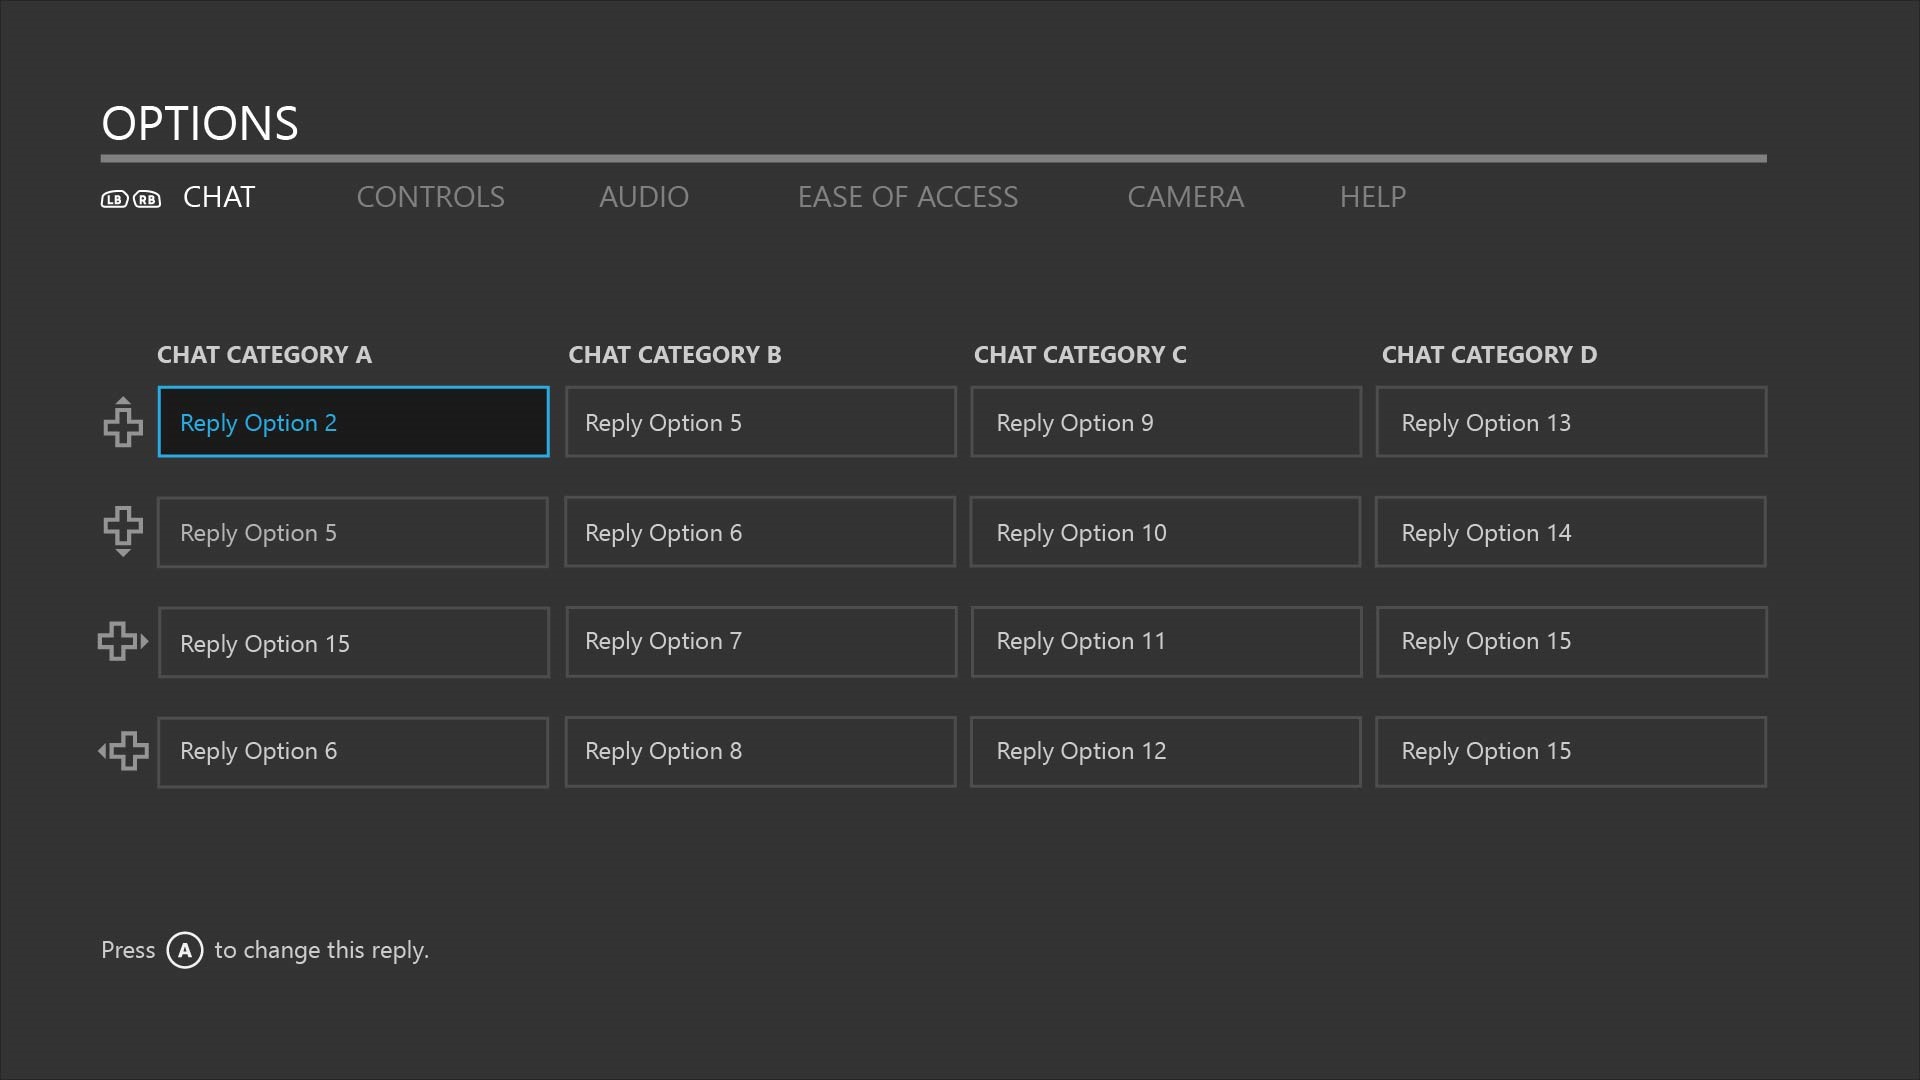 OPTIONS
LB RB CHAT CONTROLS AUDIO EASE OF ACCESS CAMERA HELP
CHAT CATEGORY A CHAT CATEGORY B CHAT CATEGORY C CHAT CATEGORY D
Reply Option 2 Reply Option 5 Reply Option 9 Reply Option 13
Reply Option 5 Reply Option 6 Reply Option 10 Reply Option 14
Reply Option 15 Reply Option 7 Reply Option 11 Reply Option 15
Reply Option 6 Reply Option 8 Reply Option 12 Reply Option 15
Press A to change this reply.